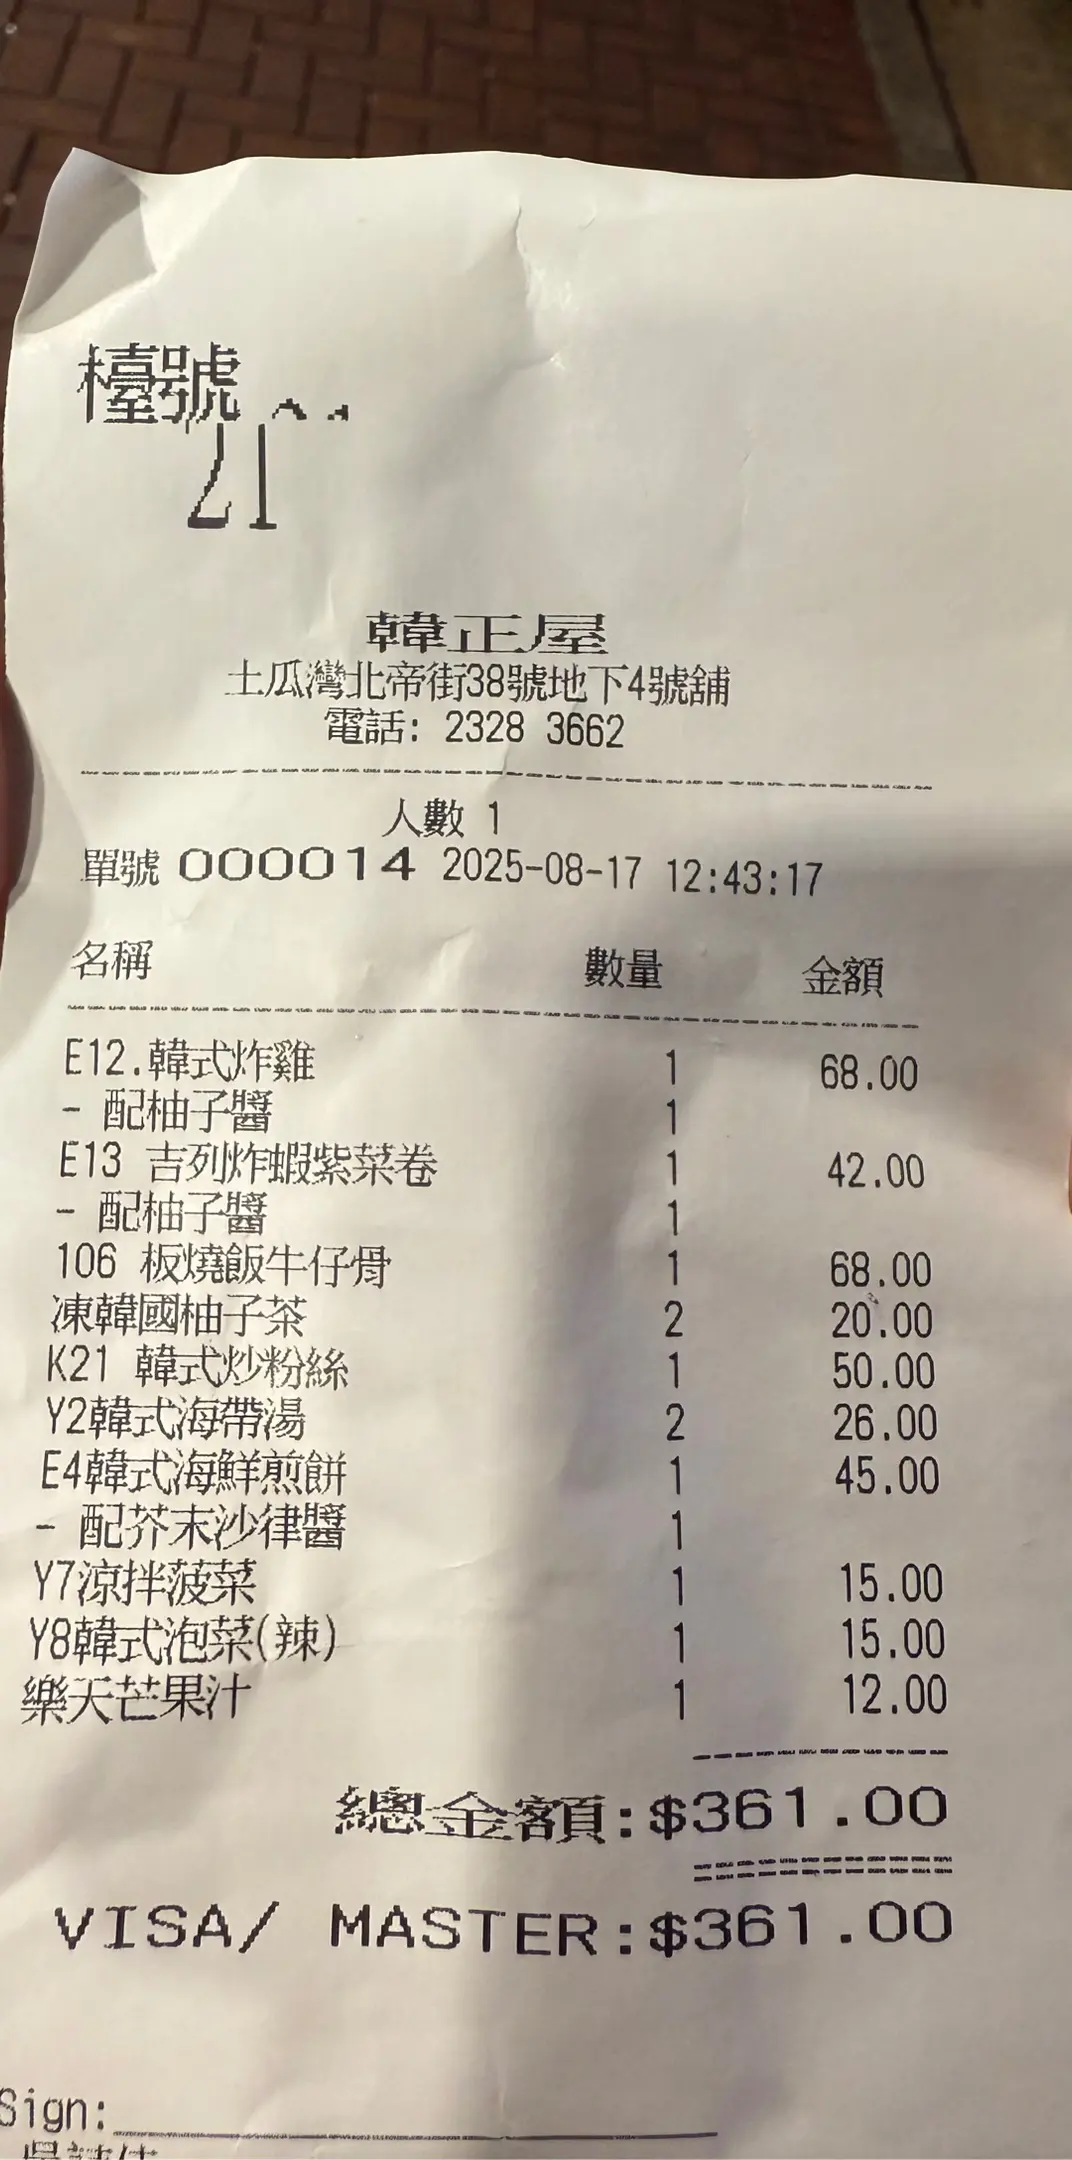 檯號
21
韓正屋
土瓜灣北帝街38號地下4號舖
電話: 2328 3662
人數 1
單號 000014 2025-08-17 12:43:17
名稱 數量 金額
E12.韓式炸雞 1 68.00
- 配柚子醬 1
E13 吉列炸蝦紫菜卷 1 42.00
- 配柚子醬 1
106 板燒飯牛仔骨 1 68.00
凍韓國柚子茶 2 20.00
K21 韓式炒粉絲 1 50.00
Y2韓式海帶湯 2 26.00
E4韓式海鮮煎餅 1 45.00
- 配芥末沙律醬 1
Y7涼拌菠菜 1 15.00
Y8韓式泡菜(辣) 1 15.00
樂天芒果汁 1 12.00
總金額:$361.00
VISA/ MASTER:$361.00
Sign: